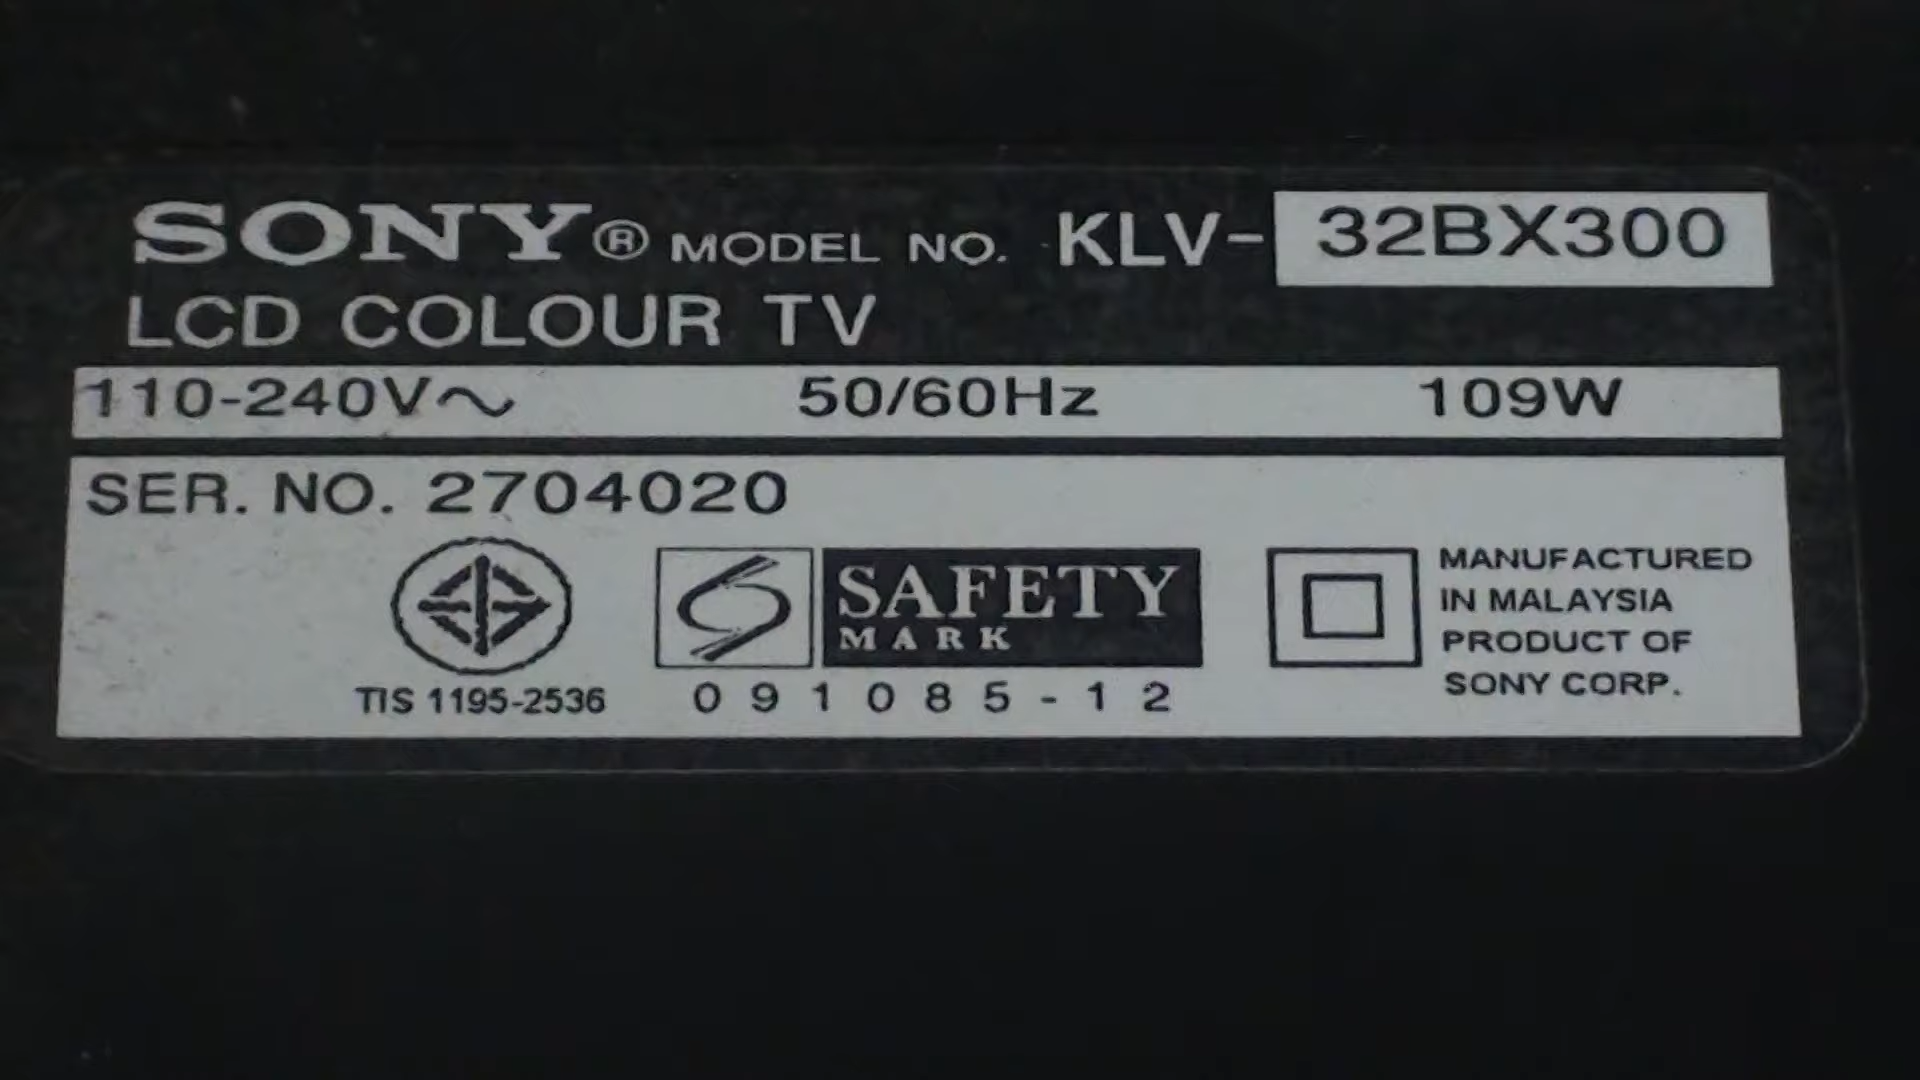 SONY® MODEL NO. KLV-32BX300
LCD COLOUR TV
110-240V~ 50/60Hz 109W
SER. NO. 2704020
SAFETY
MARK
TIS 1195-2536
091085-12
MANUFACTURED
IN MALAYSIA
PRODUCT OF
SONY CORP.